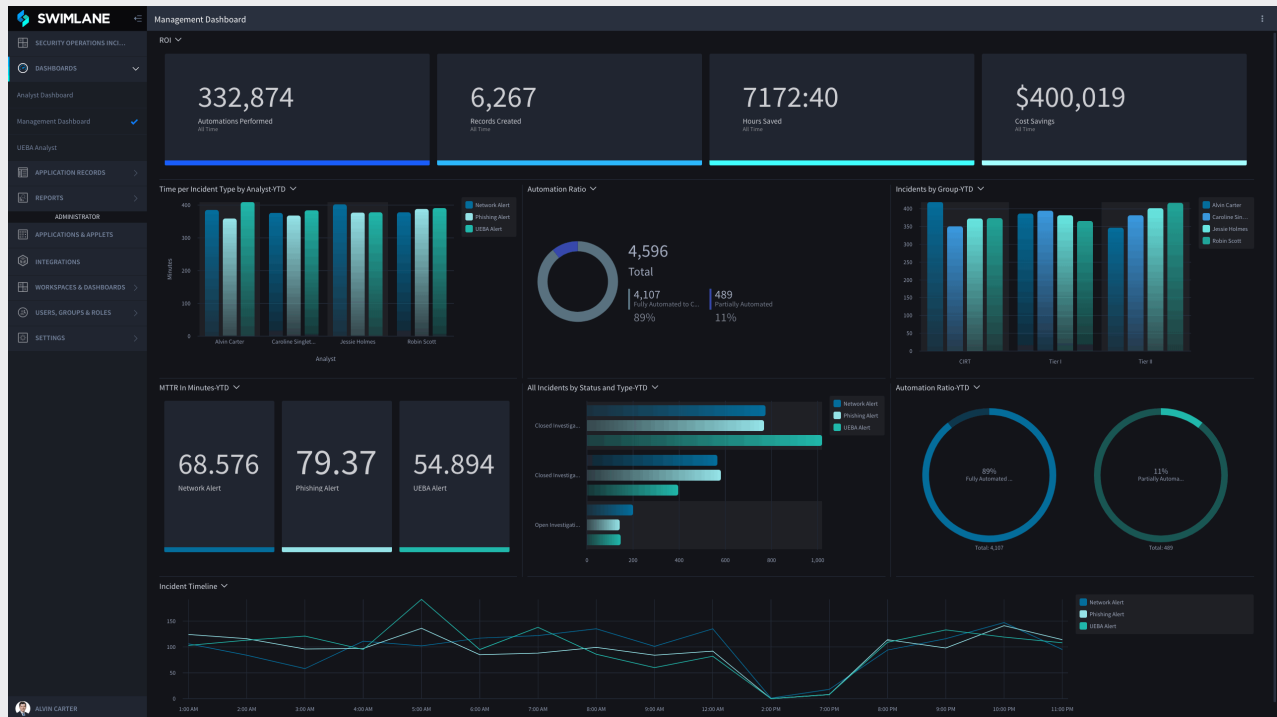 SWIMLANE
Management Dashboard
SECURITY OPERATIONS INCI...
DASHBOARDS
Analyst Dashboard
Management Dashboard
UEBA Analyst
APPLICATION RECORDS
REPORTS
ADMINISTRATOR
APPLICATIONS & APPLETS
INTEGRATIONS
WORKSPACES & DASHBOARDS
USERS, GROUPS & ROLES
SETTINGS
ALVIN CARTER
ROI
332,874
Automations Performed
All Time
6,267
Records Created
All Time
7172:40
Hours Saved
All Time
$400,019
Cost Savings
All Time
Time per Incident Type by Analyst-YTD
400
300
200
100
0
Minutes
Alvin Carter
Caroline Singlet...
Jessie Holmes
Robin Scott
Analyst
Network Alert
Phishing Alert
UEBA Alert
Automation Ratio
4,596
Total
4,107
Fully Automated to C...
89%
489
Partially Automated
11%
Incidents by Group-YTD
400
350
300
250
200
150
100
50
0
CIRT
Tier I
Tier II
Alvin Carter
Caroline Sin...
Jessie Holmes
Robin Scott
MTTR In Minutes-YTD
68.576
Network Alert
79.37
Phishing Alert
54.894
UEBA Alert
All Incidents by Status and Type-YTD
Closed Investiga...
Closed Investiga...
Open Investigati...
0
200
400
600
800
1,000
Network Alert
Phishing Alert
UEBA Alert
Automation Ratio-YTD
89%
Fully Automated ...
Total: 4,107
11%
Partially Automa...
Total: 489
Incident Timeline
150
100
50
0
1:00 AM
2:00 AM
3:00 AM
4:00 AM
5:00 AM
6:00 AM
7:00 AM
8:00 AM
9:00 AM
12:00 AM
2:00 PM
7:00 PM
8:00 PM
9:00 PM
10:00 PM
11:00 PM
Network Alert
Phishing Alert
UEBA Alert